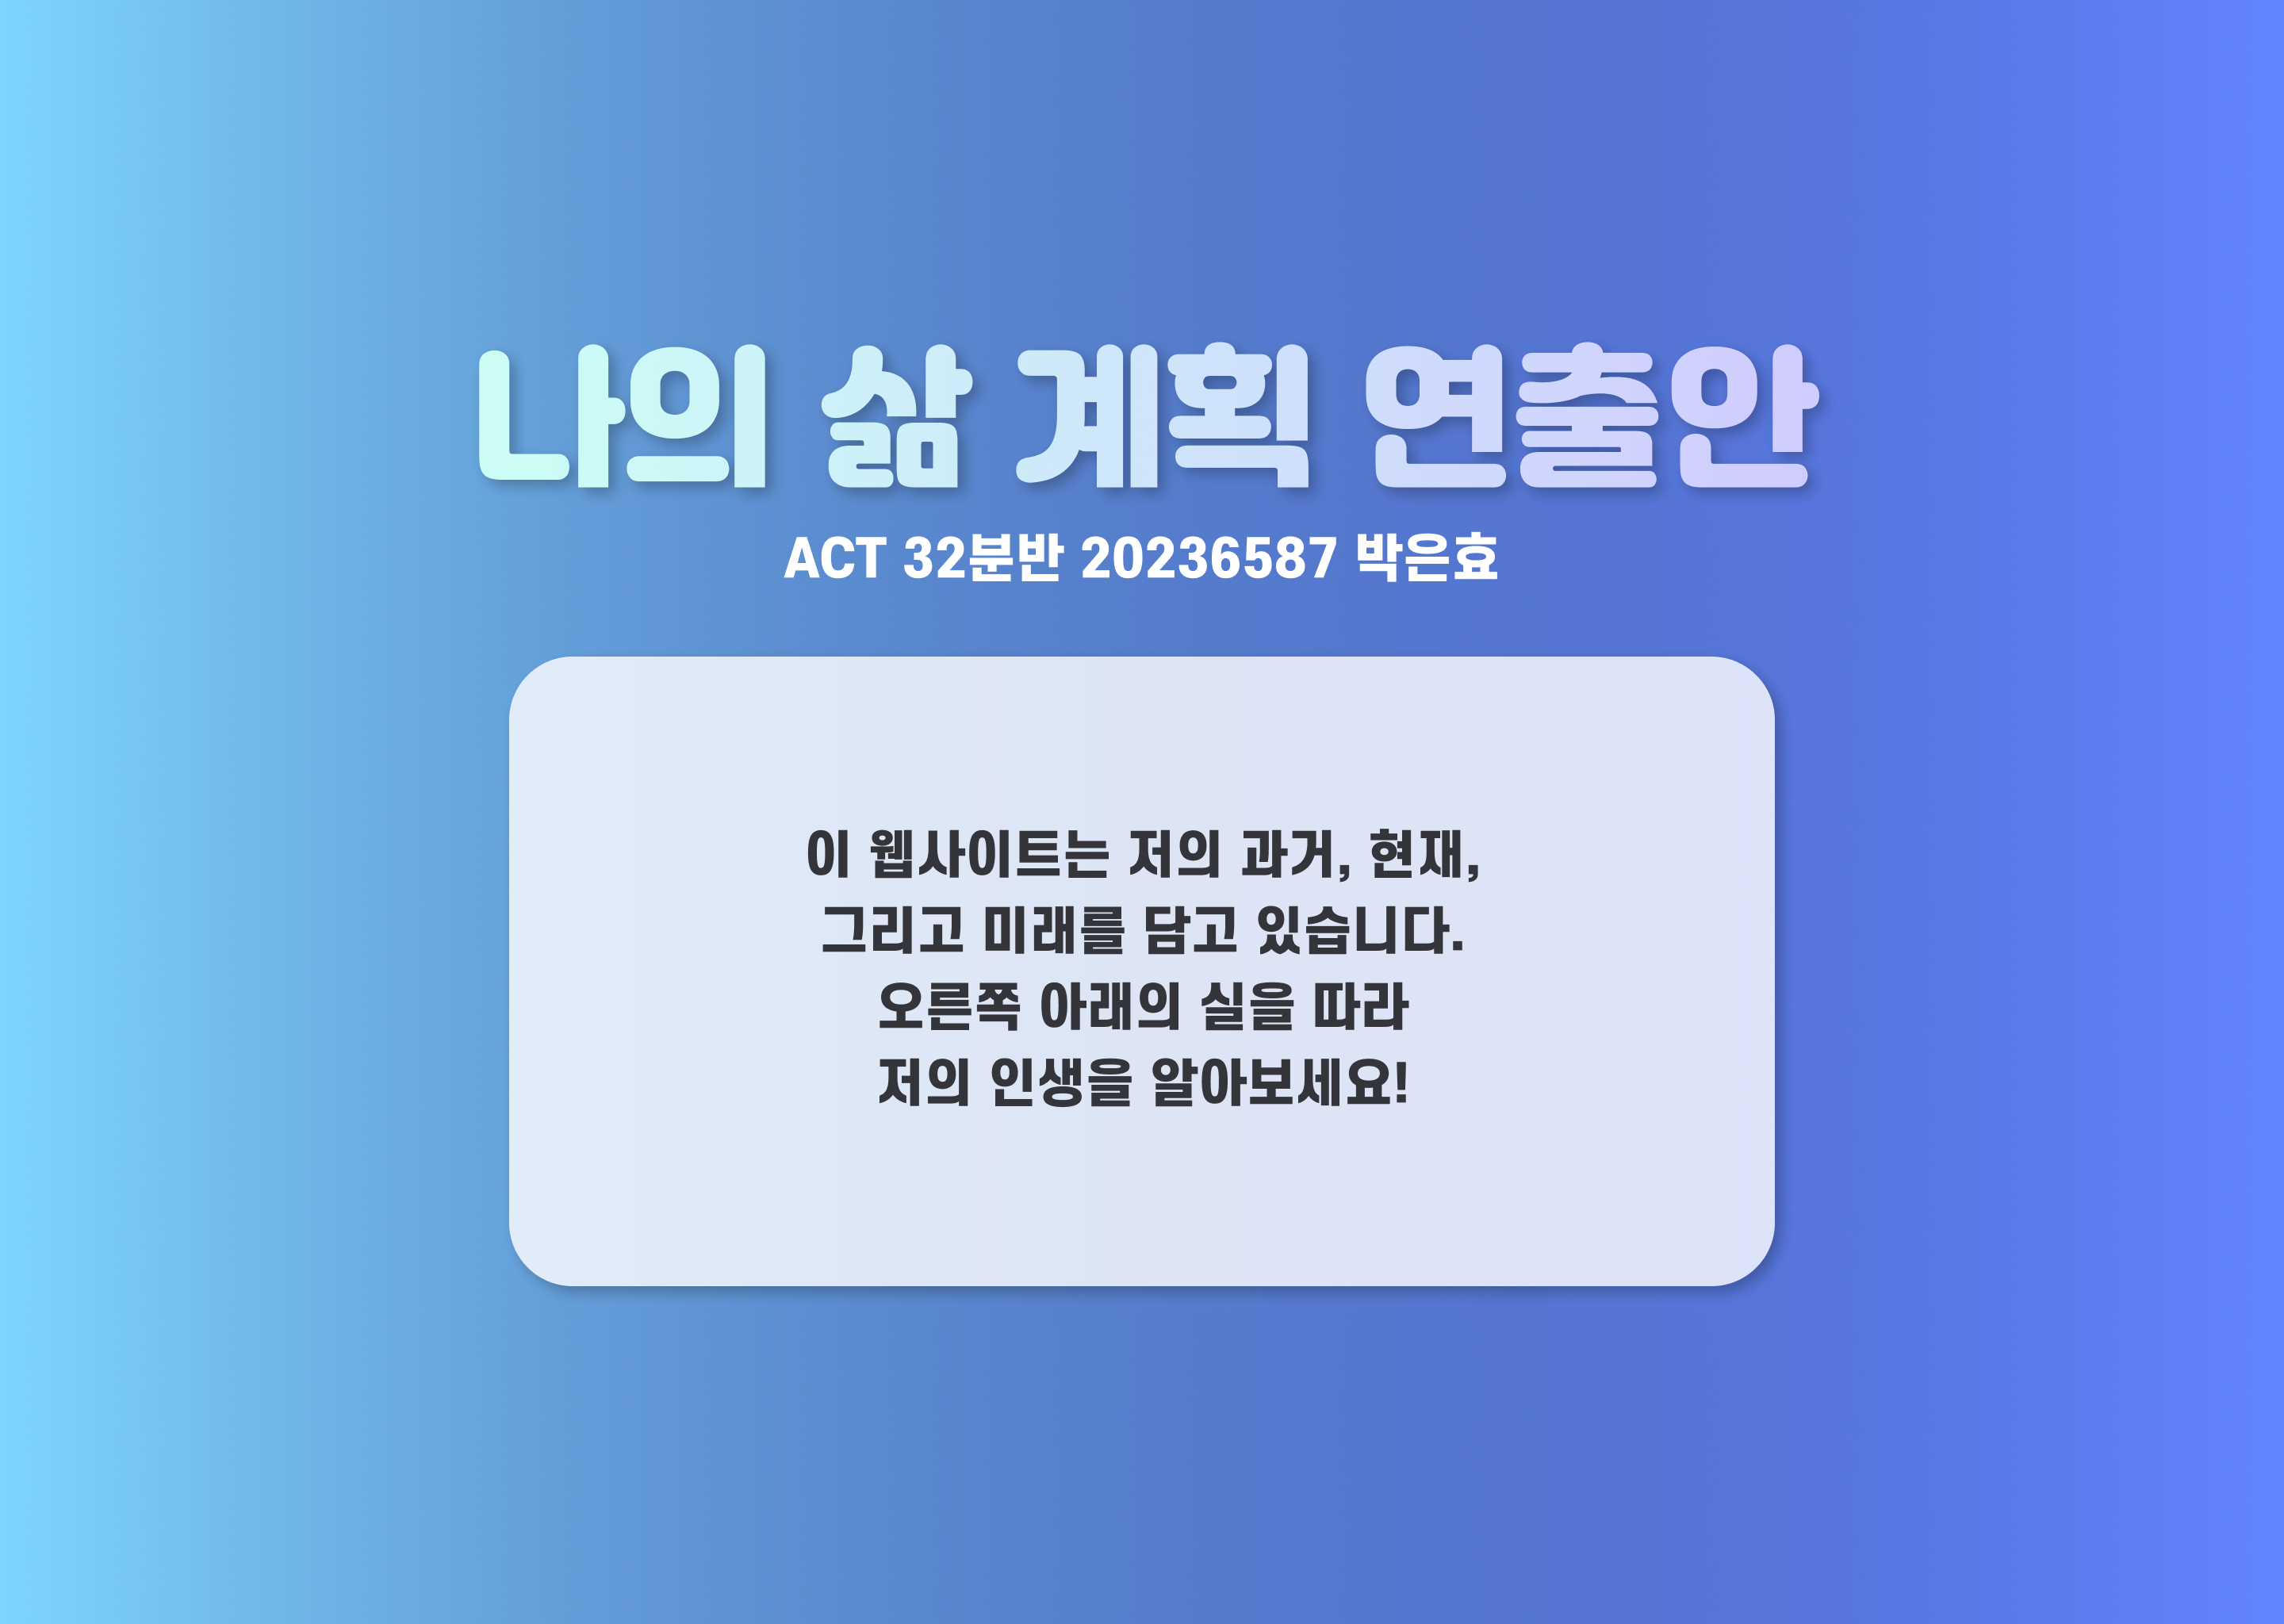 나의 삶 계획 연출안
ACT 32분반 20236587 박은효
이 웹사이트는 저의 과거, 현재,
그리고 미래를 담고 있습니다.
오른쪽 아래의 실을 따라
저의 인생을 알아보세요!